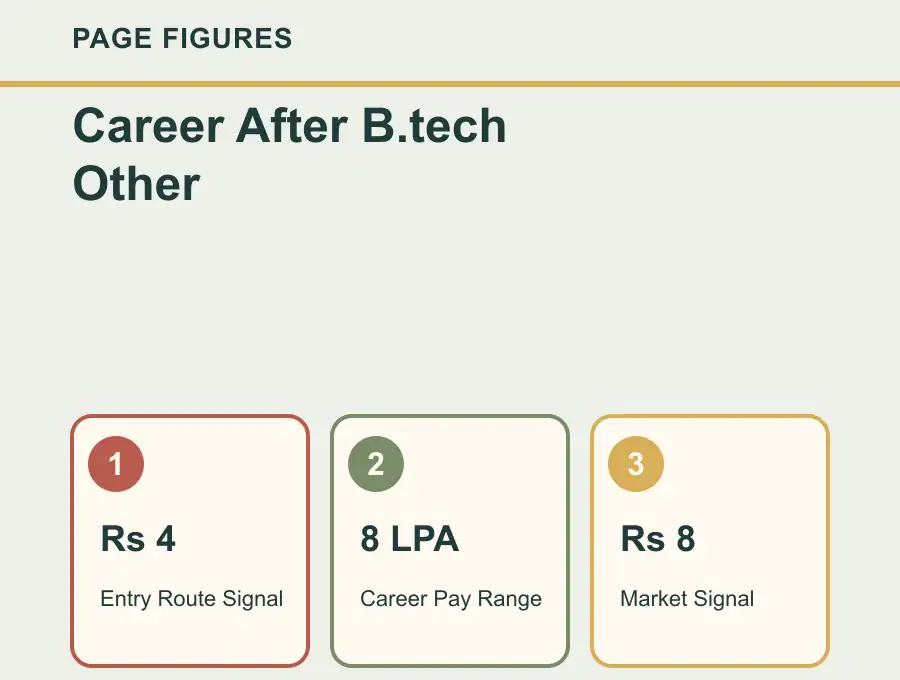 PAGE FIGURES
Career After B.tech
Other
1
Rs 4
Entry Route Signal
2
8 LPA
Career Pay Range
3
Rs 8
Market Signal